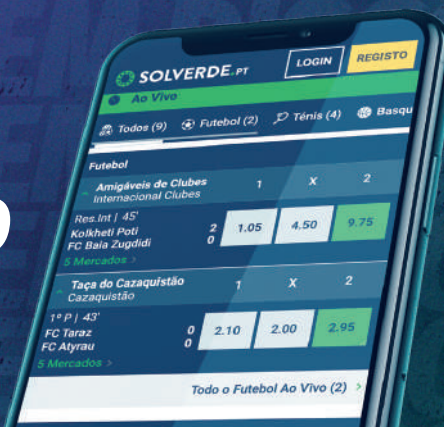 SOLVERDE.PT
LOGIN
REGISTO
Ao Vivo
Todos (9)
Futebol (2)
Ténis (4)
Basqu
Futebol
Amigáveis de Clubes
Internacional Clubes
1 X 2
Res.Int | 45'
Kolkheti Poti 2
FC Baia Zugdidi 0
1.05 4.50 9.75
5 Mercados >
Taça do Cazaquistão
Cazaquistão
1 X 2
1º P | 43'
FC Taraz 0
FC Atyrau 0
2.10 2.00 2.95
5 Mercados >
Todo o Futebol Ao Vivo (2) >